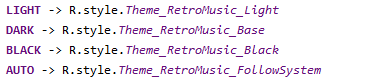 LIGHT -> R.style.Theme_RetroMusic_Light
DARK -> R.style.Theme_RetroMusic_Base
BLACK -> R.style.Theme_RetroMusic_Black
AUTO -> R.style.Theme_RetroMusic_FollowSystem